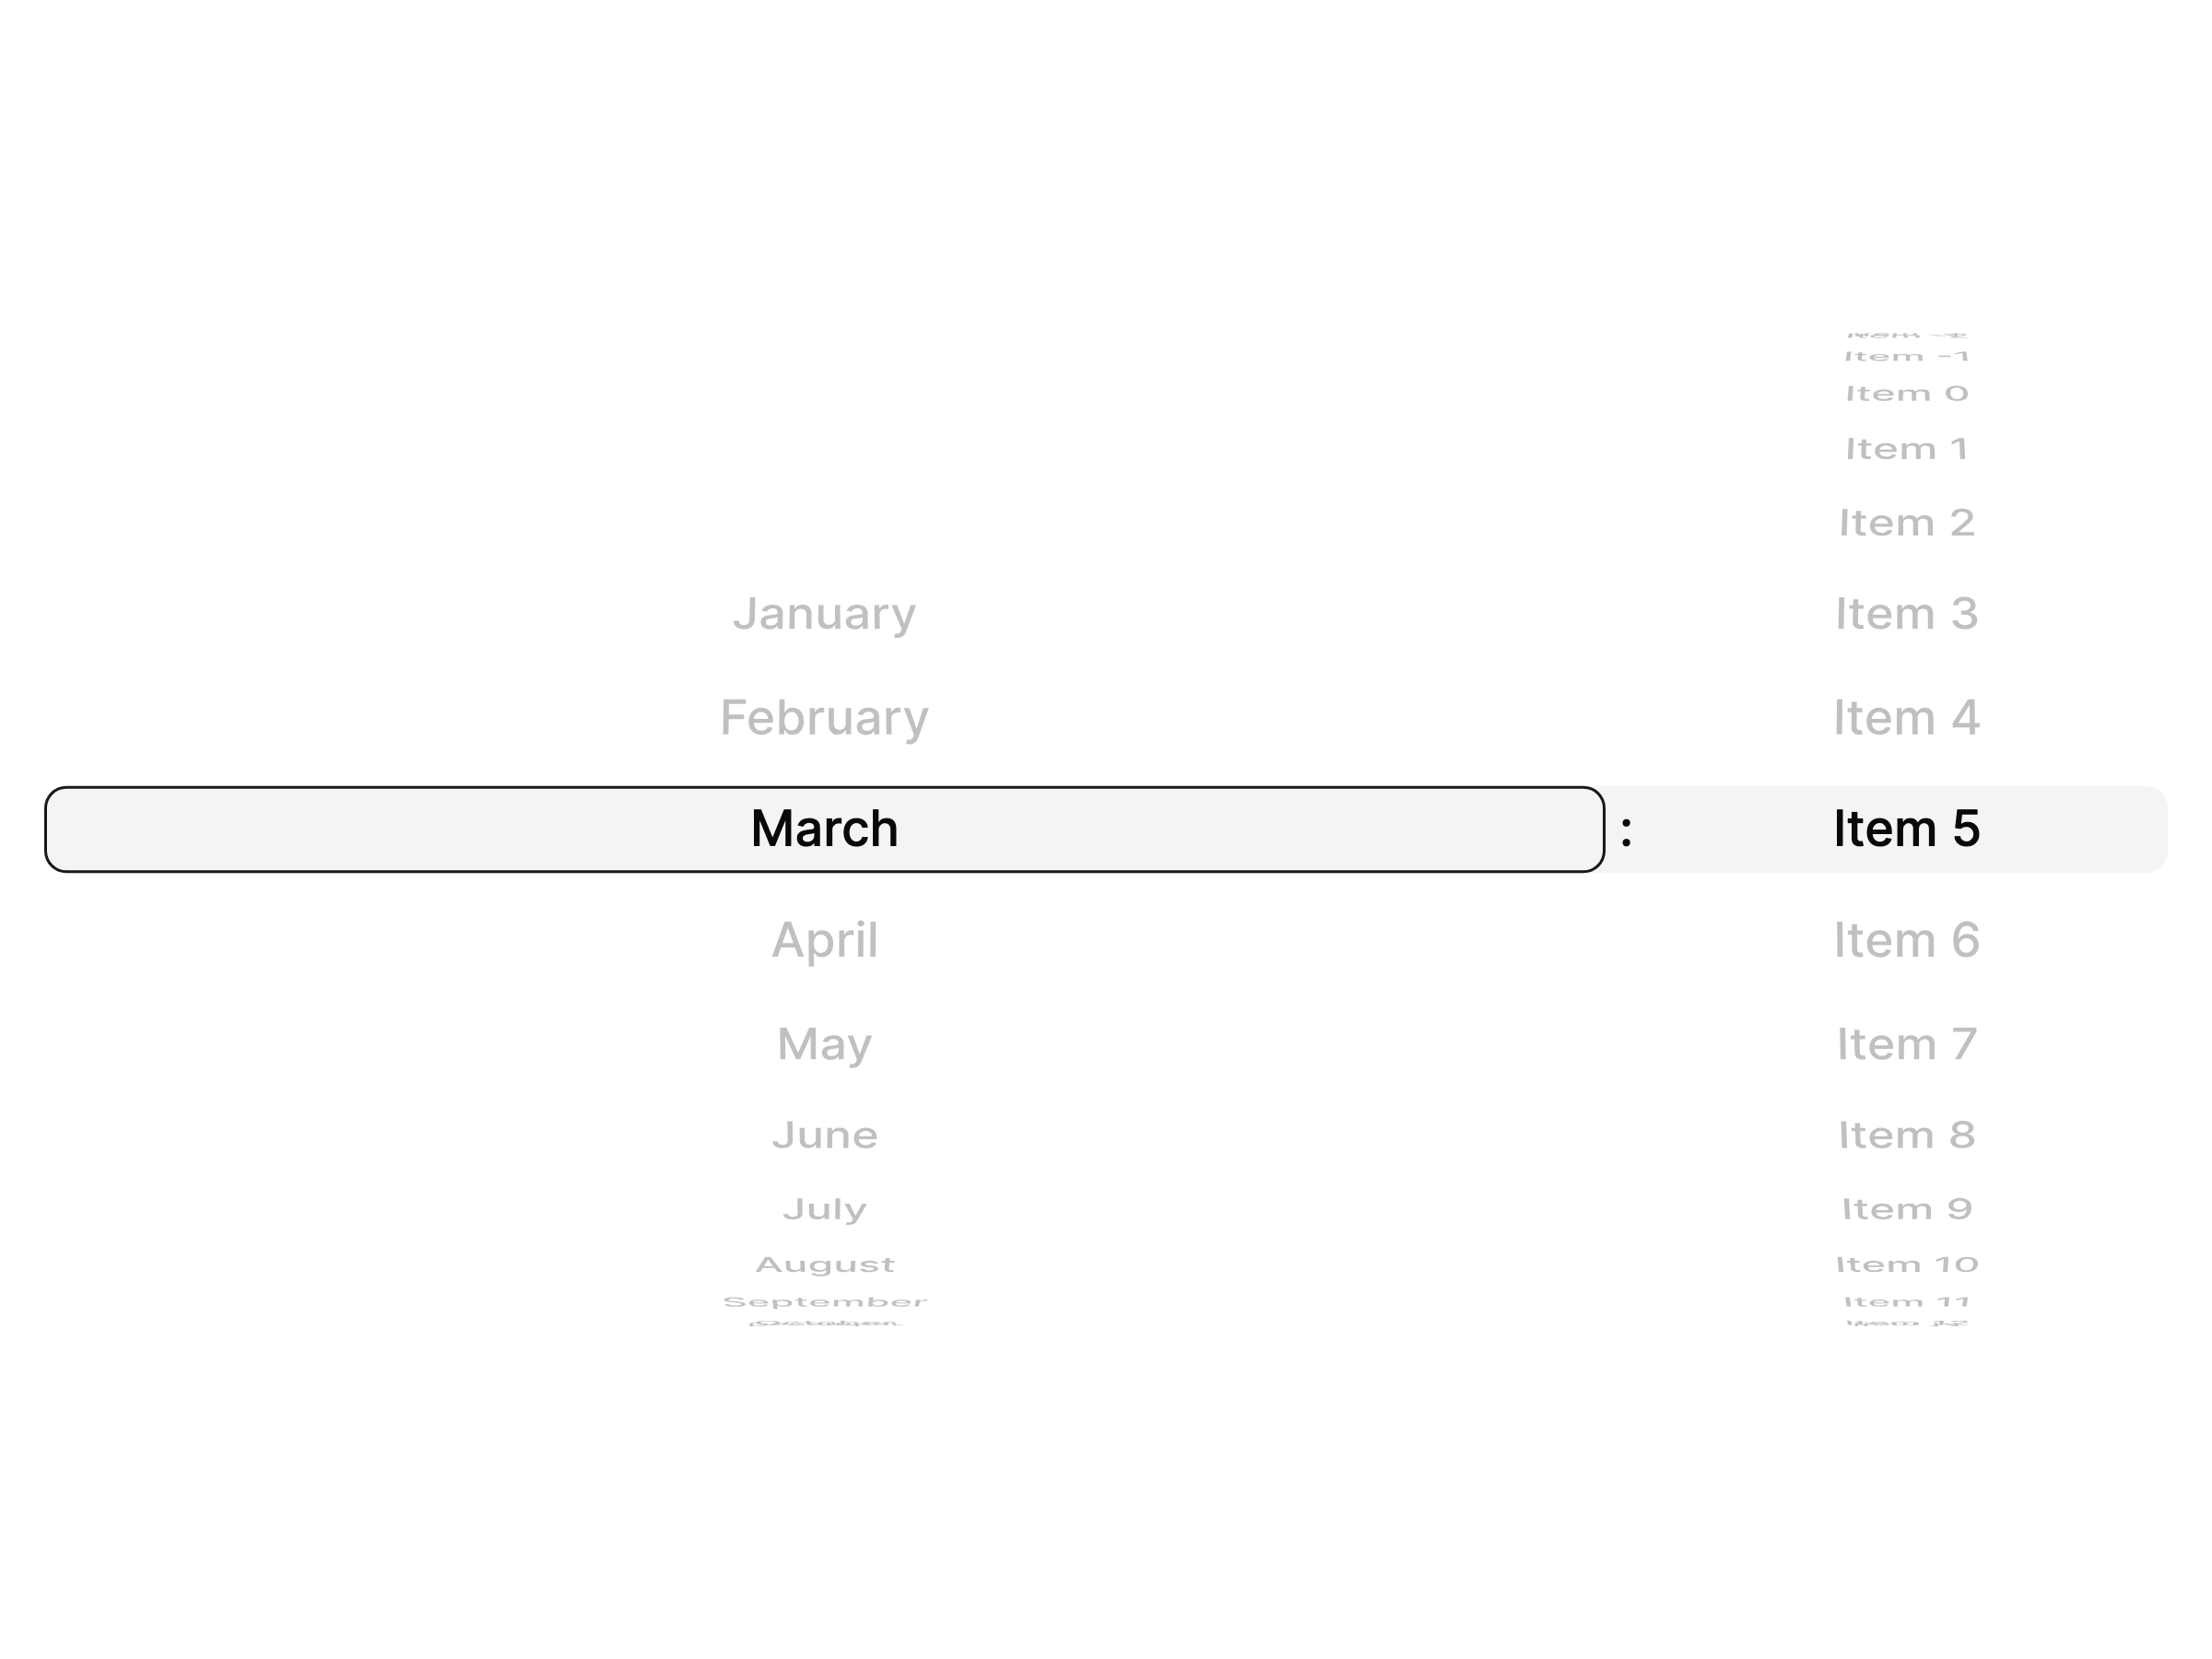 Item -1
Item 0
Item 1
Item 2
January Item 3
February Item 4
March : Item 5
April Item 6
May Item 7
June Item 8
July Item 9
August Item 10
September Item 11